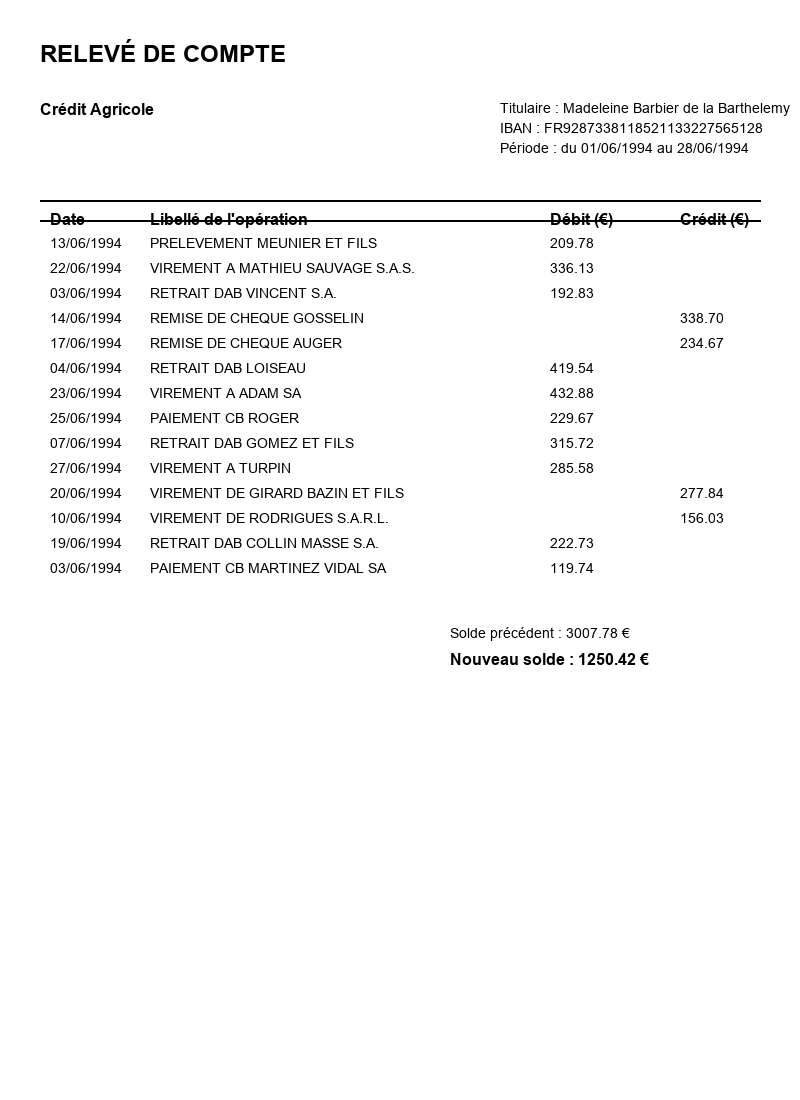 RELEVÉ DE COMPTE
Crédit Agricole
Titulaire : Madeleine Barbier de la Barthelemy
IBAN : FR9287338118521133227565128
Période : du 01/06/1994 au 28/06/1994
Date Libellé de l'opération Débit (€) Crédit (€)
13/06/1994 PRELEVEMENT MEUNIER ET FILS 209.78
22/06/1994 VIREMENT A MATHIEU SAUVAGE S.A.S. 336.13
03/06/1994 RETRAIT DAB VINCENT S.A. 192.83
14/06/1994 REMISE DE CHEQUE GOSSELIN 338.70
17/06/1994 REMISE DE CHEQUE AUGER 234.67
04/06/1994 RETRAIT DAB LOISEAU 419.54
23/06/1994 VIREMENT A ADAM SA 432.88
25/06/1994 PAIEMENT CB ROGER 229.67
07/06/1994 RETRAIT DAB GOMEZ ET FILS 315.72
27/06/1994 VIREMENT A TURPIN 285.58
20/06/1994 VIREMENT DE GIRARD BAZIN ET FILS 277.84
10/06/1994 VIREMENT DE RODRIGUES S.A.R.L. 156.03
19/06/1994 RETRAIT DAB COLLIN MASSE S.A. 222.73
03/06/1994 PAIEMENT CB MARTINEZ VIDAL SA 119.74
Solde précédent : 3007.78 €
Nouveau solde : 1250.42 €